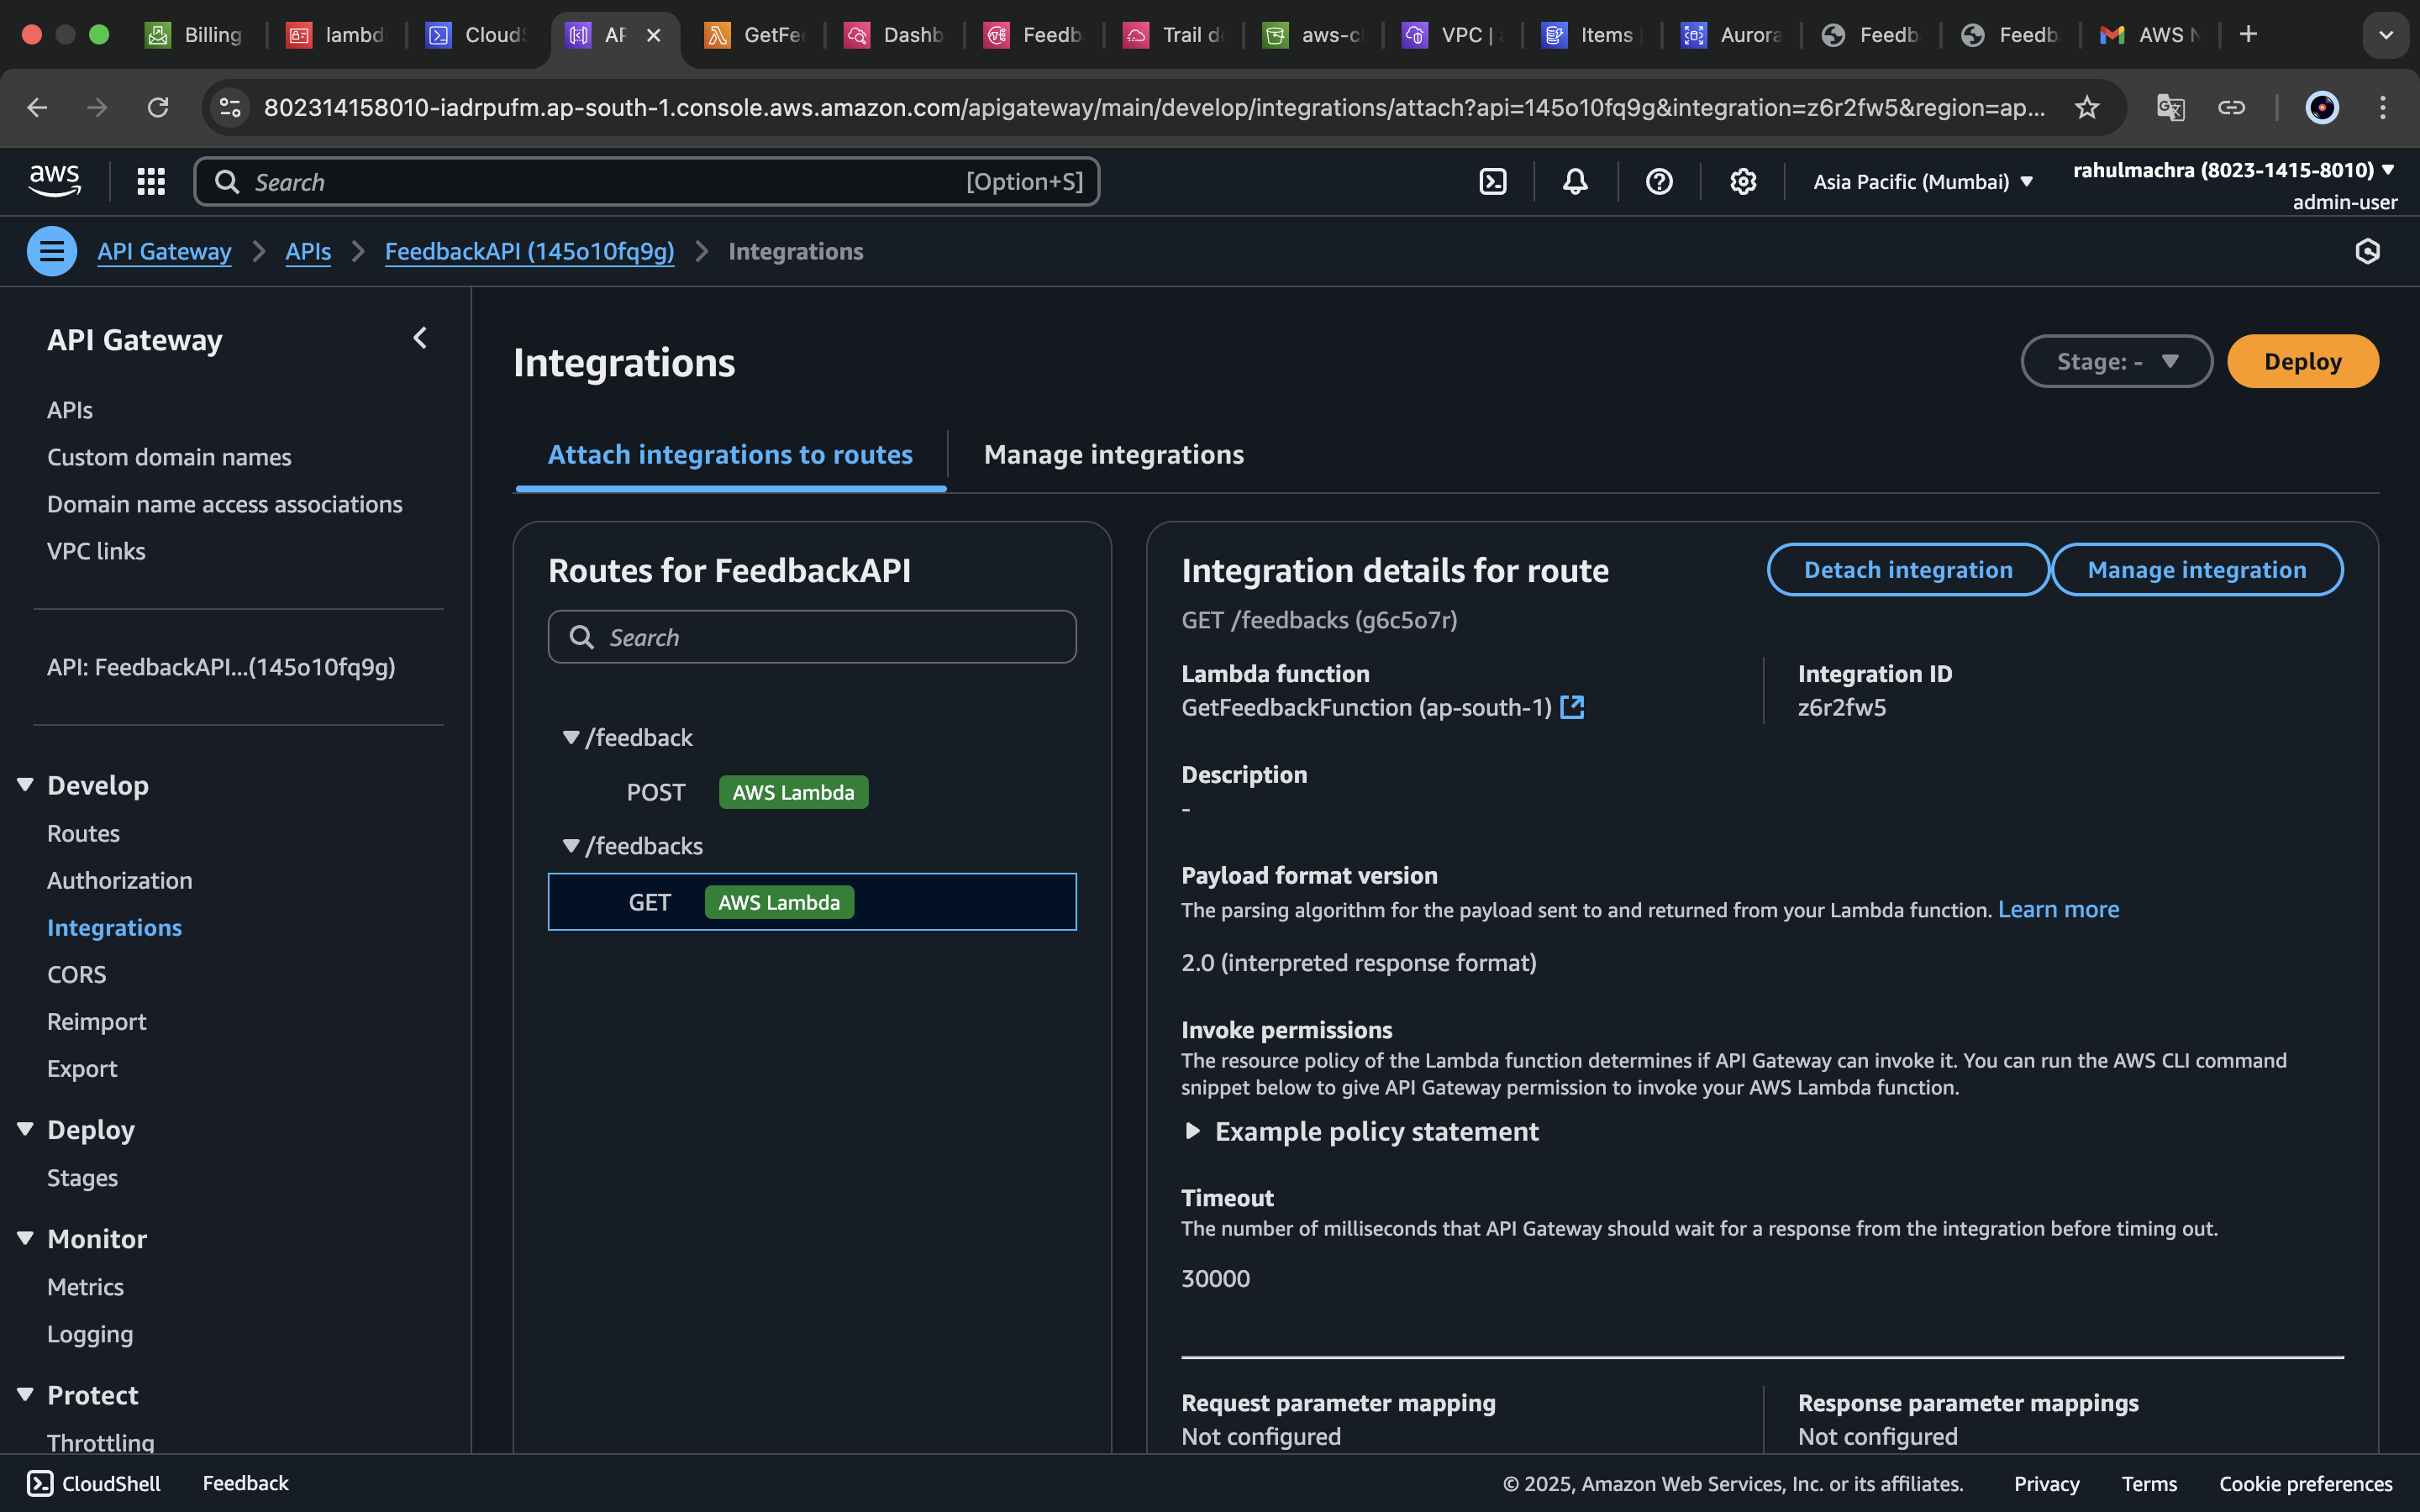 Billing
lambd
CloudS
AP
GetFee
Dashb
Feedb
Trail d
aws-cl
VPC |
Items
Aurora
Feedb
Feedb
AWS N
802314158010-iadrpufm.ap-south-1.console.aws.amazon.com/apigateway/main/develop/integrations/attach?api=145o10fq9g&integration=z6r2fw5&region=ap...
aws
Search
[Option+S]
Asia Pacific (Mumbai)
rahulmachra (8023-1415-8010)
admin-user
API Gateway
APIs
FeedbackAPI (145o10fq9g)
Integrations
API Gateway
APIs
Custom domain names
Domain name access associations
VPC links
API: FeedbackAPI...(145o10fq9g)
Develop
Routes
Authorization
Integrations
CORS
Reimport
Export
Deploy
Stages
Monitor
Metrics
Logging
Protect
Throttling
Integrations
Stage: -
Deploy
Attach integrations to routes
Manage integrations
Routes for FeedbackAPI
Search
/feedback
POST AWS Lambda
/feedbacks
GET AWS Lambda
Integration details for route
Detach integration
Manage integration
GET /feedbacks (g6c5o7r)
Lambda function
GetFeedbackFunction (ap-south-1)
Integration ID
z6r2fw5
Description
-
Payload format version
The parsing algorithm for the payload sent to and returned from your Lambda function. Learn more
2.0 (interpreted response format)
Invoke permissions
The resource policy of the Lambda function determines if API Gateway can invoke it. You can run the AWS CLI command
snippet below to give API Gateway permission to invoke your AWS Lambda function.
Example policy statement
Timeout
The number of milliseconds that API Gateway should wait for a response from the integration before timing out.
30000
Request parameter mapping
Not configured
Response parameter mappings
Not configured
CloudShell
Feedback
© 2025, Amazon Web Services, Inc. or its affiliates.
Privacy
Terms
Cookie preferences